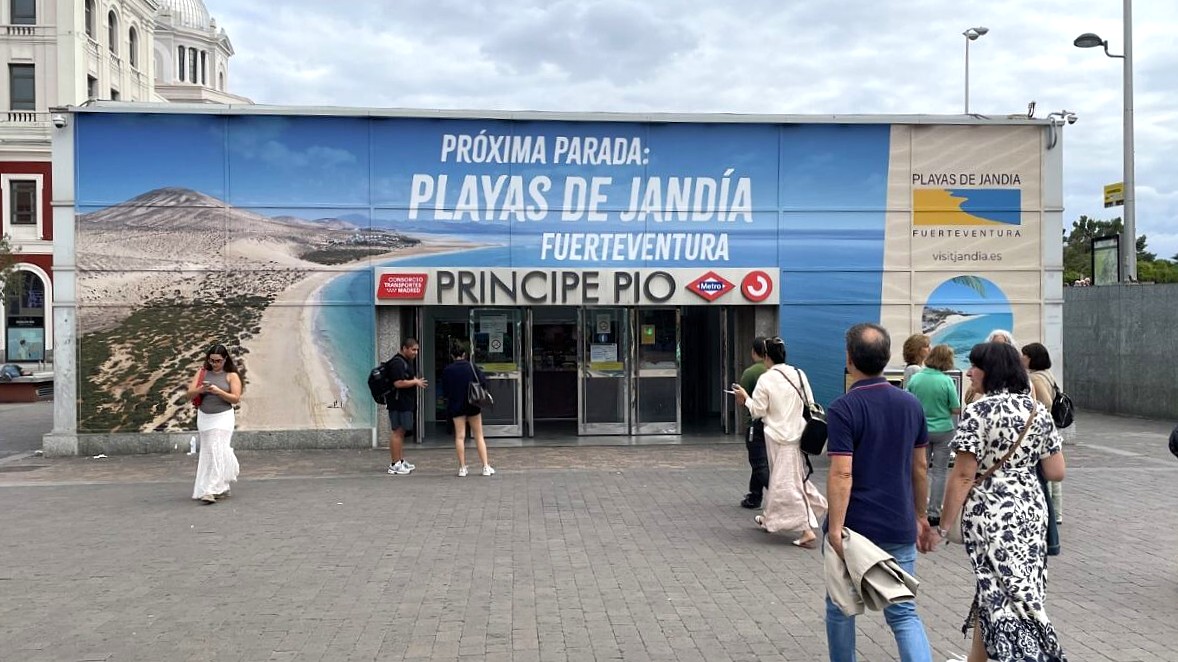 PRÓXIMA PARADA:
PLAYAS DE JANDÍA
FUERTEVENTURA
PLAYAS DE JANDIA
FUERTEVENTURA
visitjandia.es
CONSORCIO
TRANSPORTES
MADRID
PRINCIPE PIO
Metro